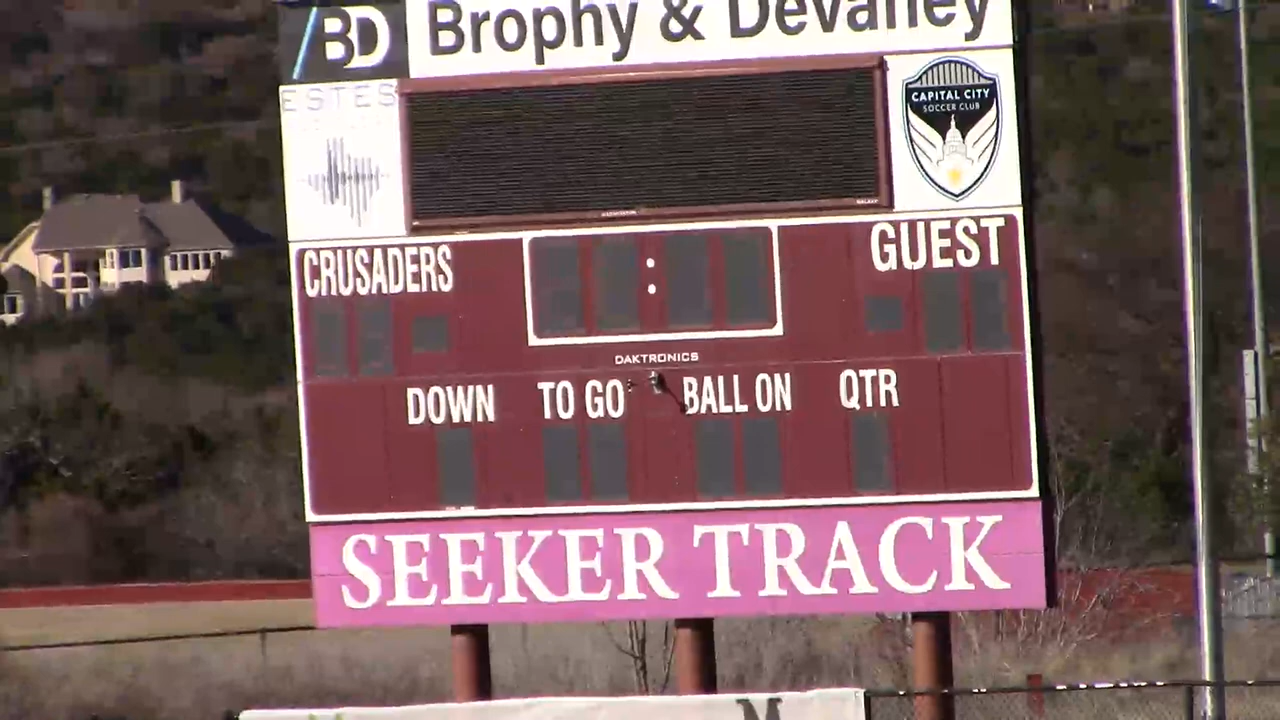 BD Brophy & Devaney
ESTES
CAPITAL CITY
SOCCER CLUB
CRUSADERS
GUEST
:
DAKTRONICS
DOWN TO GO BALL ON QTR
SEEKER TRACK
M